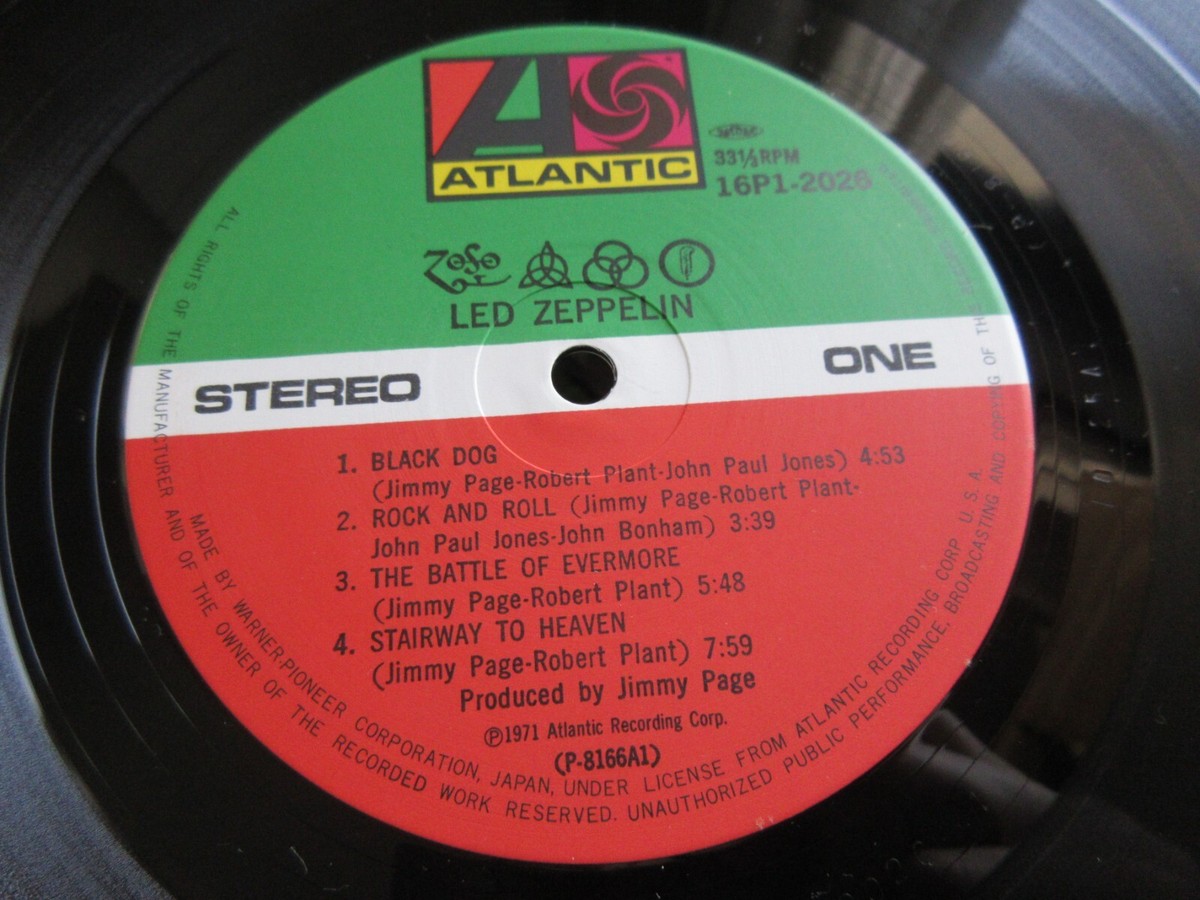 ATLANTIC
33⅓RPM
16P1-2026
LED ZEPPELIN
STEREO
ONE
1. BLACK DOG
(Jimmy Page-Robert Plant-John Paul Jones) 4:53
2. ROCK AND ROLL (Jimmy Page-Robert Plant-
John Paul Jones-John Bonham) 3:39
3. THE BATTLE OF EVERMORE
(Jimmy Page-Robert Plant) 5:48
4. STAIRWAY TO HEAVEN
(Jimmy Page-Robert Plant) 7:59
Produced by Jimmy Page
℗1971 Atlantic Recording Corp.
(P-8166A1)
MADE BY WARNER-PIONEER CORPORATION, JAPAN, UNDER LICENSE FROM ATLANTIC RECORDING CORP. U.S.A.
ALL RIGHTS OF THE MANUFACTURER AND OF THE OWNER OF THE RECORDED WORK RESERVED. UNAUTHORIZED PUBLIC PERFORMANCE, BROADCASTING AND COPYING OF THE